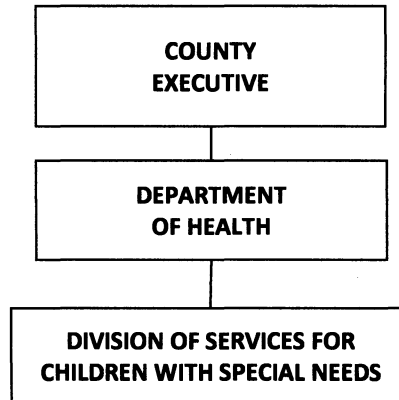 COUNTY
EXECUTIVE
DEPARTMENT
OF HEALTH
DIVISION OF SERVICES FOR
CHILDREN WITH SPECIAL NEEDS